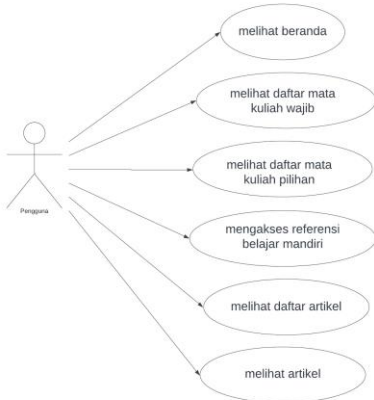 melihat beranda
melihat daftar mata
kuliah wajib
melihat daftar mata
kuliah pilihan
Pengguna
mengakses referensi
belajar mandiri
melihat daftar artikel
melihat artikel